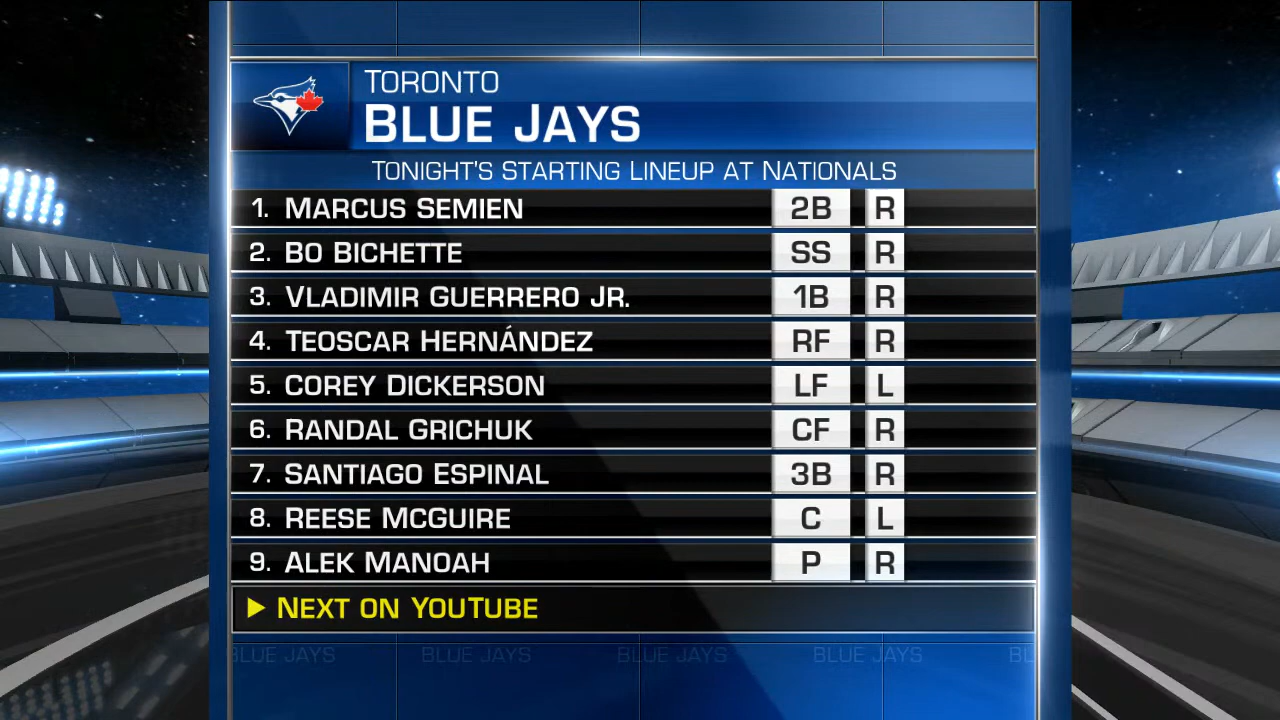 TORONTO
BLUE JAYS
TONIGHT'S STARTING LINEUP AT NATIONALS
1. MARCUS SEMIEN 2B R
2. BO BICHETTE SS R
3. VLADIMIR GUERRERO JR. 1B R
4. TEOSCAR HERNÁNDEZ RF R
5. COREY DICKERSON LF L
6. RANDAL GRICHUK CF R
7. SANTIAGO ESPINAL 3B R
8. REESE MCGUIRE C L
9. ALEK MANOAH P R
▶ NEXT ON YOUTUBE
BLUE JAYS BLUE JAYS BLUE JAYS BLUE JAYS BL